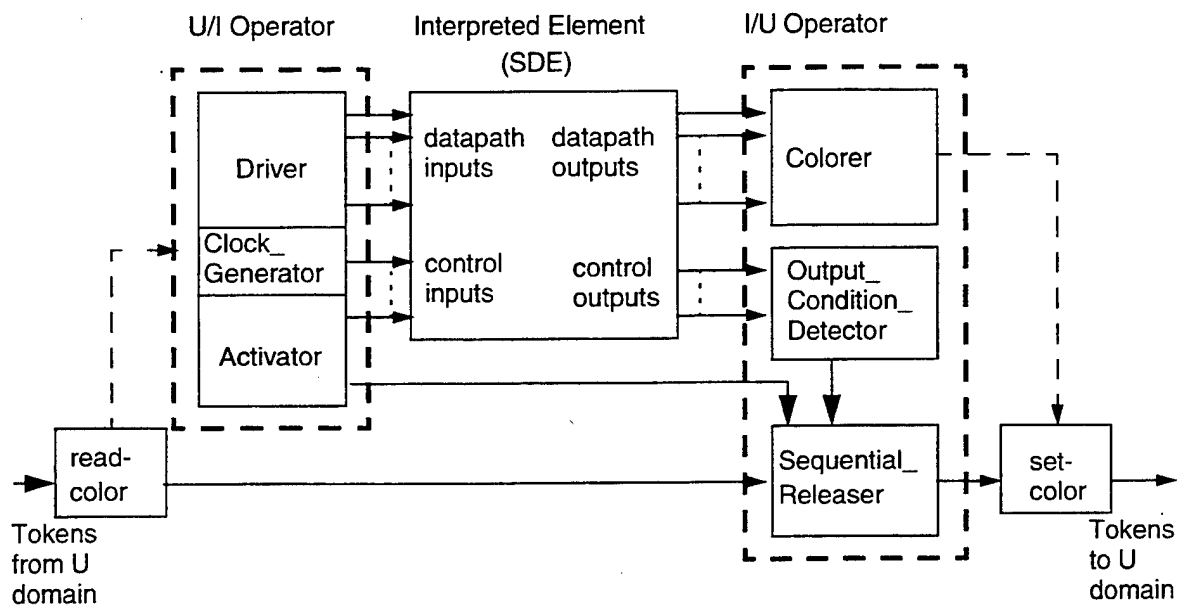 U/I Operator
Interpreted Element
(SDE)
I/U Operator
Driver
Clock_
Generator
Activator
datapath
inputs
datapath
outputs
control
inputs
control
outputs
Colorer
Output_
Condition_
Detector
read-
color
Sequential_
Releaser
set-
color
Tokens
from U
domain
Tokens
to U
domain